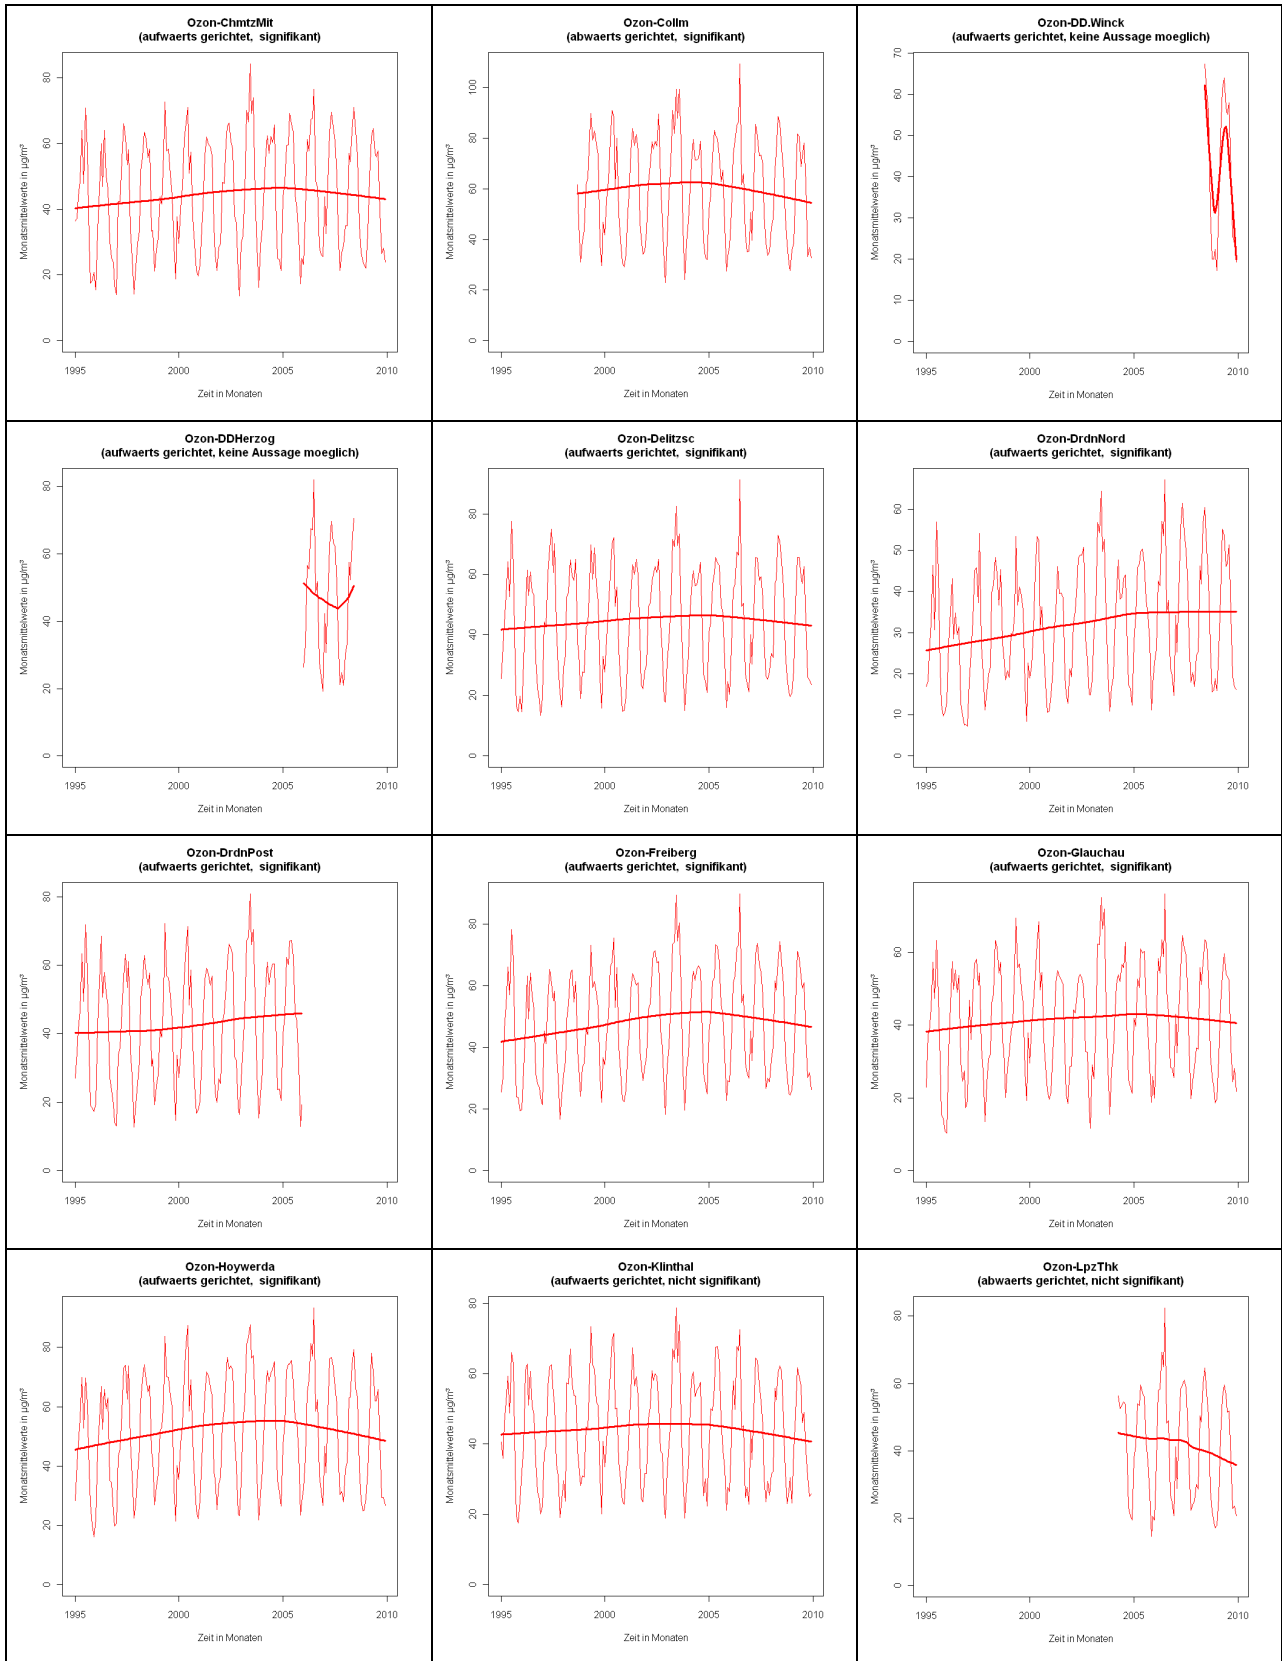 Ozon-ChmtzMit
(aufwaerts gerichtet, signifikant)
Monatsmittelwerte in µg/m³
0
20
40
60
80
1995
2000
2005
2010
Zeit in Monaten
Ozon-Collm
(abwaerts gerichtet, signifikant)
Monatsmittelwerte in µg/m³
0
20
40
60
80
100
1995
2000
2005
2010
Zeit in Monaten
Ozon-DD.Winck
(aufwaerts gerichtet, keine Aussage moeglich)
Monatsmittelwerte in µg/m³
0
10
20
30
40
50
60
70
1995
2000
2005
2010
Zeit in Monaten
Ozon-DDHerzog
(aufwaerts gerichtet, keine Aussage moeglich)
Monatsmittelwerte in µg/m³
0
20
40
60
80
1995
2000
2005
2010
Zeit in Monaten
Ozon-Delitzsc
(aufwaerts gerichtet, signifikant)
Monatsmittelwerte in µg/m³
0
20
40
60
80
1995
2000
2005
2010
Zeit in Monaten
Ozon-DrdnNord
(aufwaerts gerichtet, signifikant)
Monatsmittelwerte in µg/m³
0
10
20
30
40
50
60
1995
2000
2005
2010
Zeit in Monaten
Ozon-DrdnPost
(aufwaerts gerichtet, signifikant)
Monatsmittelwerte in µg/m³
0
20
40
60
80
1995
2000
2005
2010
Zeit in Monaten
Ozon-Freiberg
(aufwaerts gerichtet, signifikant)
Monatsmittelwerte in µg/m³
0
20
40
60
80
1995
2000
2005
2010
Zeit in Monaten
Ozon-Glauchau
(aufwaerts gerichtet, signifikant)
Monatsmittelwerte in µg/m³
0
20
40
60
1995
2000
2005
2010
Zeit in Monaten
Ozon-Hoywerda
(aufwaerts gerichtet, signifikant)
Monatsmittelwerte in µg/m³
0
20
40
60
80
1995
2000
2005
2010
Zeit in Monaten
Ozon-Klinthal
(aufwaerts gerichtet, nicht signifikant)
Monatsmittelwerte in µg/m³
0
20
40
60
80
1995
2000
2005
2010
Zeit in Monaten
Ozon-LpzThk
(abwaerts gerichtet, nicht signifikant)
Monatsmittelwerte in µg/m³
0
20
40
60
80
1995
2000
2005
2010
Zeit in Monaten